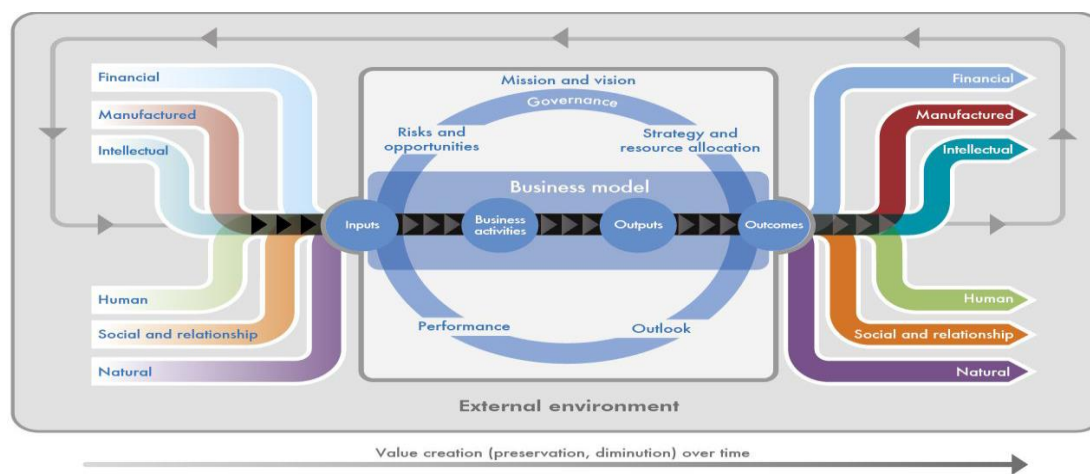 Financial
Manufactured
Intellectual
Human
Social and relationship
Natural
Mission and vision
Governance
Risks and
opportunities
Strategy and
resource allocation
Business model
Inputs
Business
activities
Outputs
Outcomes
Performance
Outlook
Financial
Manufactured
Intellectual
Human
Social and relationship
Natural
External environment
Value creation (preservation, diminution) over time